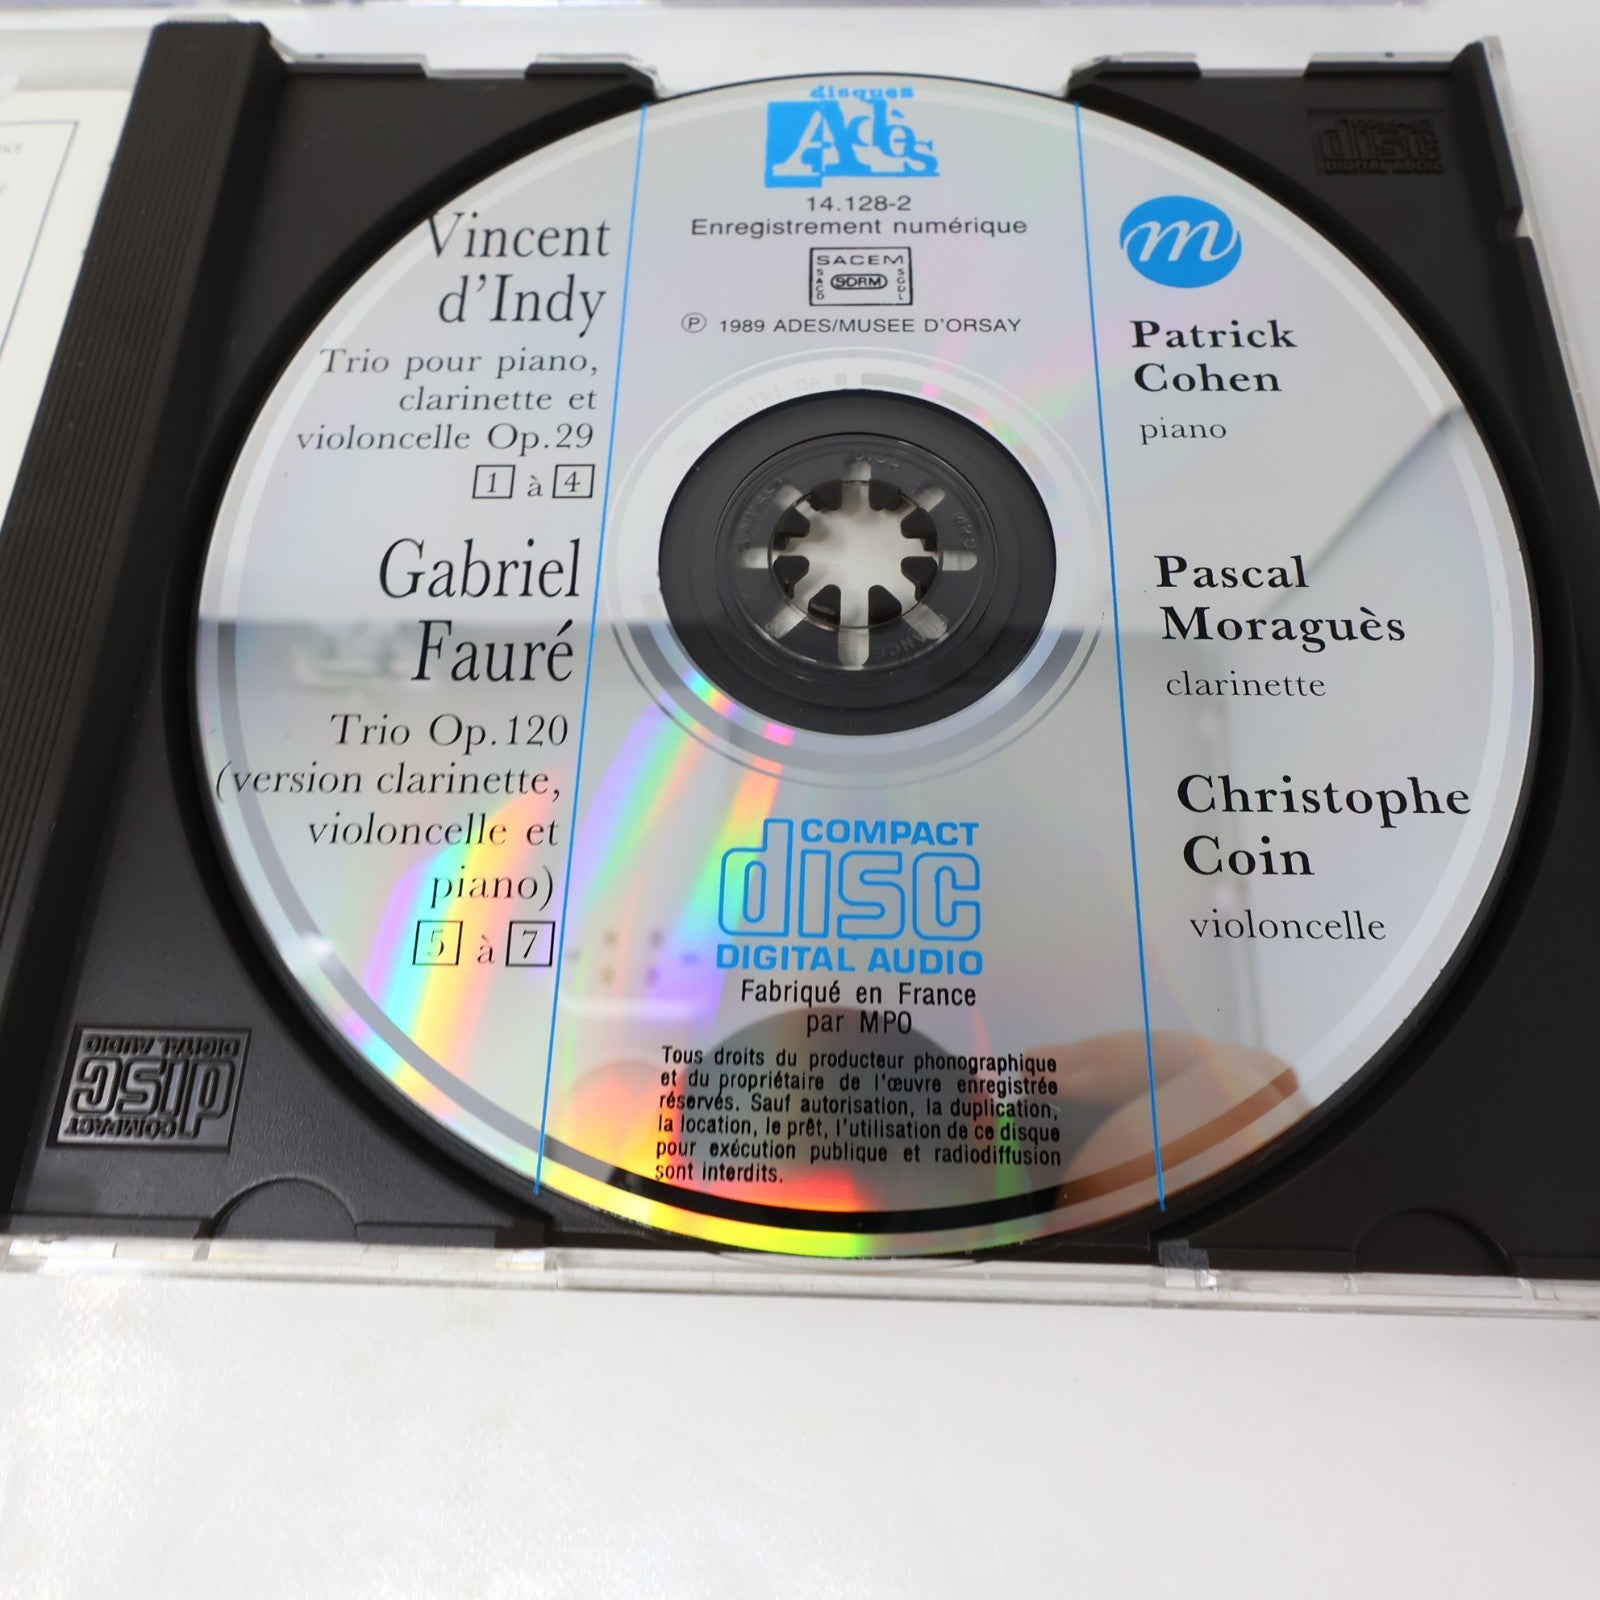 disques
Adès
14.128-2
Enregistrement numérique
SACEM
SACD
SDRM
SGDL
℗ 1989 ADES/MUSEE D'ORSAY
Vincent
d'Indy
Trio pour piano,
clarinette et
violoncelle Op.29
1 à 4
Gabriel
Fauré
Trio Op.120
(version clarinette,
violoncelle et
piano)
5 à 7
m
Patrick
Cohen
piano
Pascal
Moraguès
clarinette
Christophe
Coin
violoncelle
COMPACT
disc
DIGITAL AUDIO
Fabriqué en France
par MPO
Tous droits du producteur phonographique
et du propriétaire de l'œuvre enregistrée
réservés. Sauf autorisation, la duplication,
la location, le prêt, l'utilisation de ce disque
pour exécution publique et radiodiffusion
sont interdits.
COMPACT
disc
DIGITAL AUDIO
COMPACT
disc
DIGITAL AUDIO